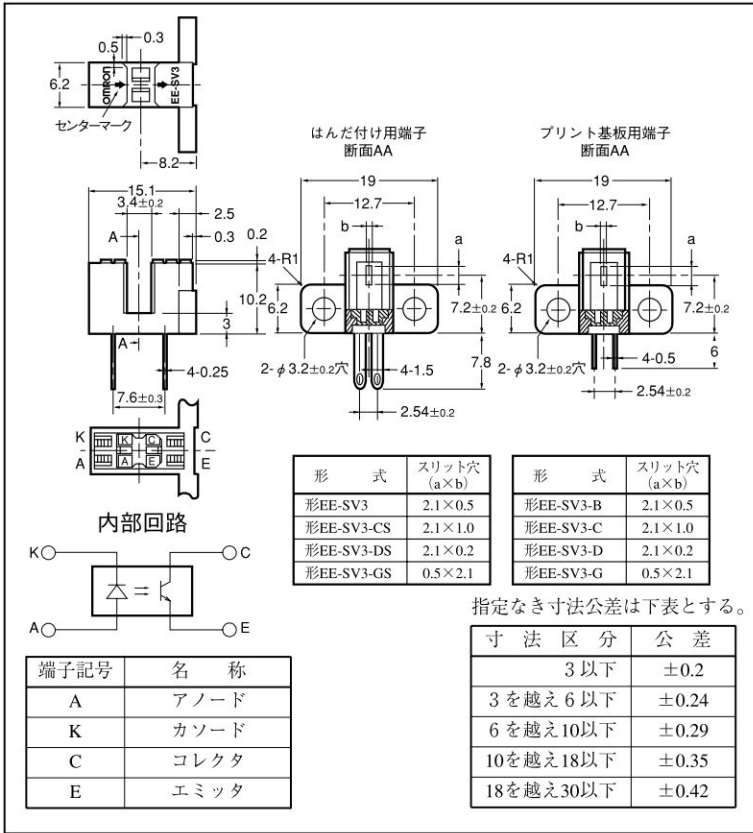 0.3
0.5
6.2
OMRON
EE-SV3
センターマーク
8.2
15.1
3.4±0.2
2.5
A
0.3
0.2
10.2
3
A
4-0.25
7.6±0.3
K
A
K C
A E
C
E
はんだ付け用端子
断面AA
19
12.7
b
a
4-R1
6.2
7.2±0.2
7.8
2-φ3.2±0.2穴
4-1.5
2.54±0.2
プリント基板用端子
断面AA
19
12.7
b
a
4-R1
6.2
7.2±0.2
6
2-φ3.2±0.2穴
4-0.5
2.54±0.2
形 式 スリット穴
(a×b)
形EE-SV3 2.1×0.5
形EE-SV3-CS 2.1×1.0
形EE-SV3-DS 2.1×0.2
形EE-SV3-GS 0.5×2.1
形 式 スリット穴
(a×b)
形EE-SV3-B 2.1×0.5
形EE-SV3-C 2.1×1.0
形EE-SV3-D 2.1×0.2
形EE-SV3-G 0.5×2.1
内部回路
K C
A E
端子記号 名 称
A アノード
K カソード
C コレクタ
E エミッタ
指定なき寸法公差は下表とする。
寸 法 区 分 公 差
3以下 ±0.2
3を越え6以下 ±0.24
6を越え10以下 ±0.29
10を越え18以下 ±0.35
18を越え30以下 ±0.42